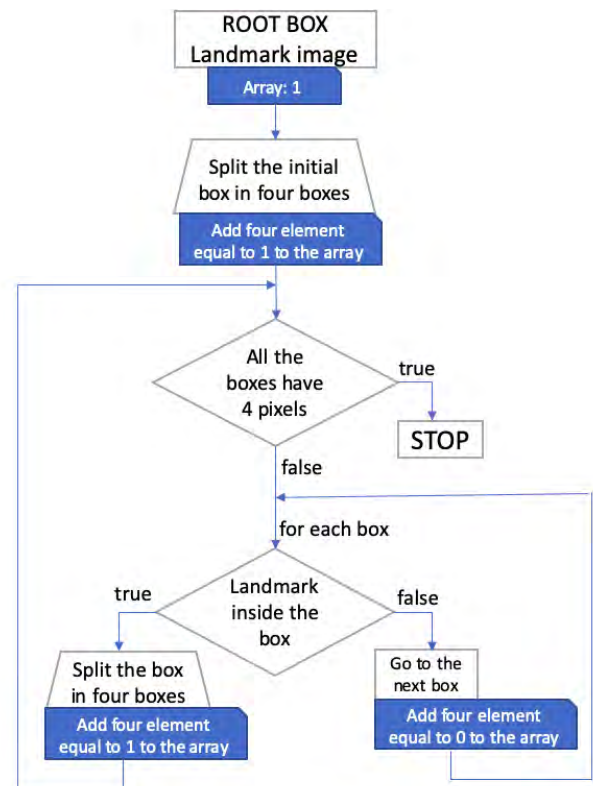 ROOT BOX
Landmark image
Array: 1
Split the initial
box in four boxes
Add four element
equal to 1 to the array
All the
boxes have
4 pixels
true
STOP
false
for each box
Landmark
inside the
box
true
false
Split the box
in four boxes
Add four element
equal to 1 to the array
Go to the
next box
Add four element
equal to 0 to the array